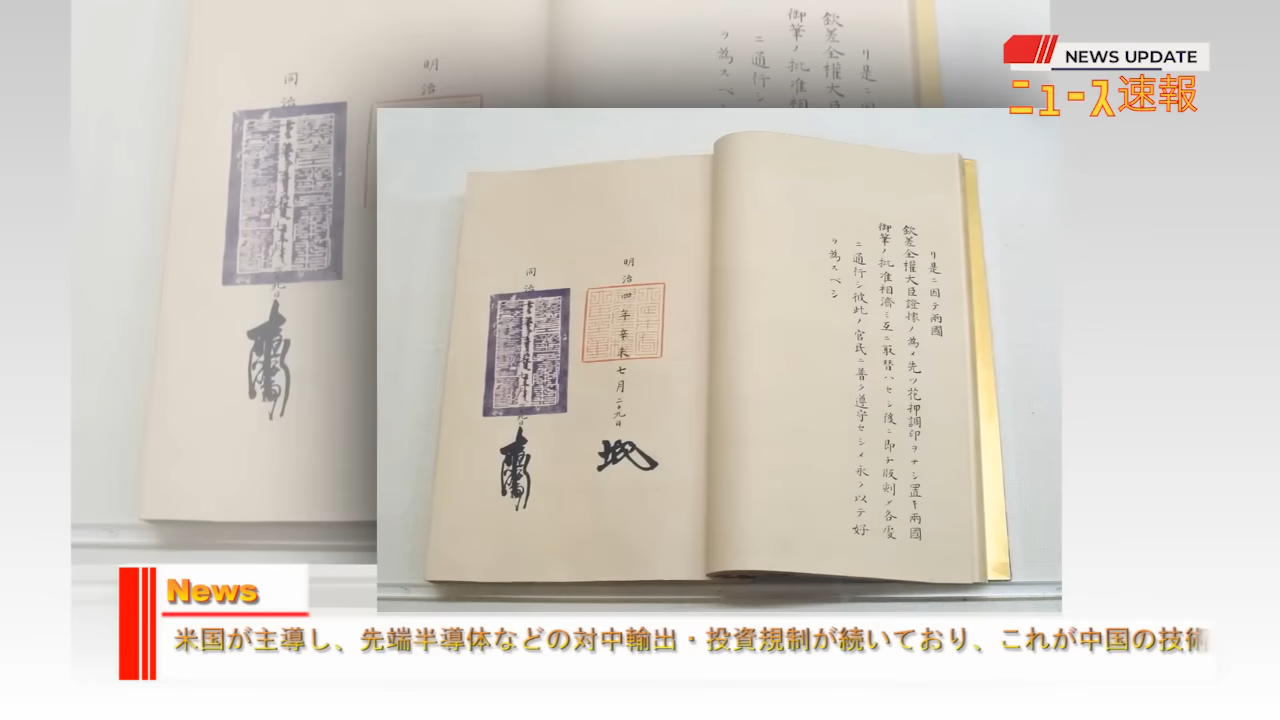 NEWS UPDATE
ニュース速報
リ是ニ因テ兩國
欽差全權大臣證據ノ為メ先ツ花押調印ヲナシ置キ兩國
御筆ノ批准相濟ミ互ニ取替ハセシ後ニ即チ版刻シ各處
ニ通行シ彼此ノ官民ニ普ク遵守セシメ永ク以テ好
ヲ為スベシ
明治四年辛未七月二十九日
同治
九日
News
米国が主導し、先端半導体などの対中輸出・投資規制が続いており、これが中国の技術